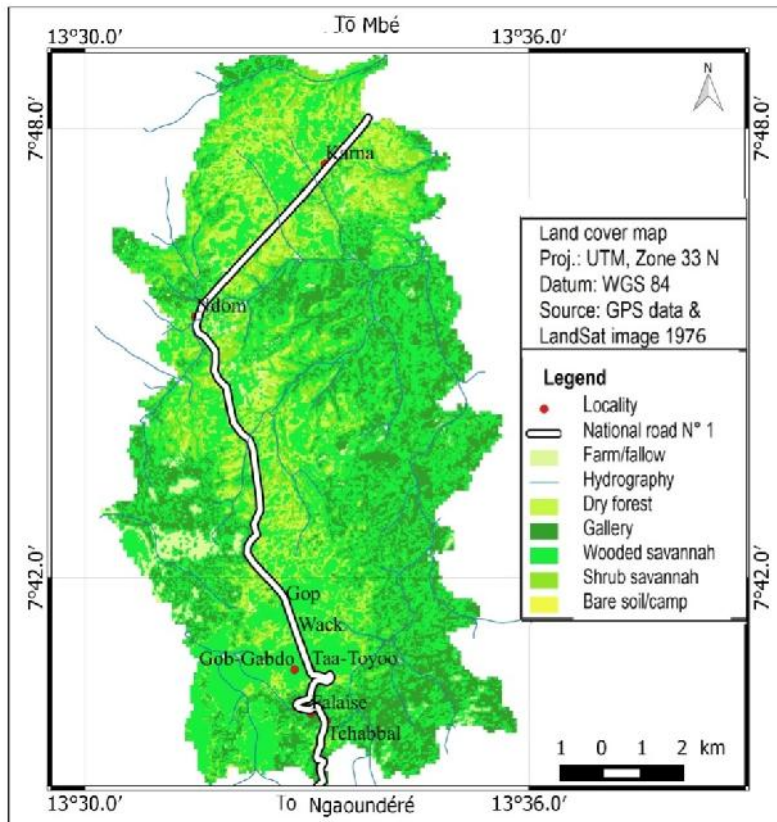 To Mbé
13°30.0′ 13°36.0′
N
7°48.0′ 7°48.0′
Karna
Land cover map
Proj.: UTM, Zone 33 N
Datum: WGS 84
Source: GPS data &
LandSat image 1976
Ndom
Legend
Locality
National road N° 1
Farm/fallow
Hydrography
Dry forest
Gallery
Wooded savannah
Shrub savannah
Bare soil/camp
7°42.0′ 7°42.0′
Gop
Wack
Gob-Gabdo Taa-Toyoo
Falaise
Tchabbal
1 0 1 2 km
13°30.0′ 13°36.0′
To Ngaoundéré